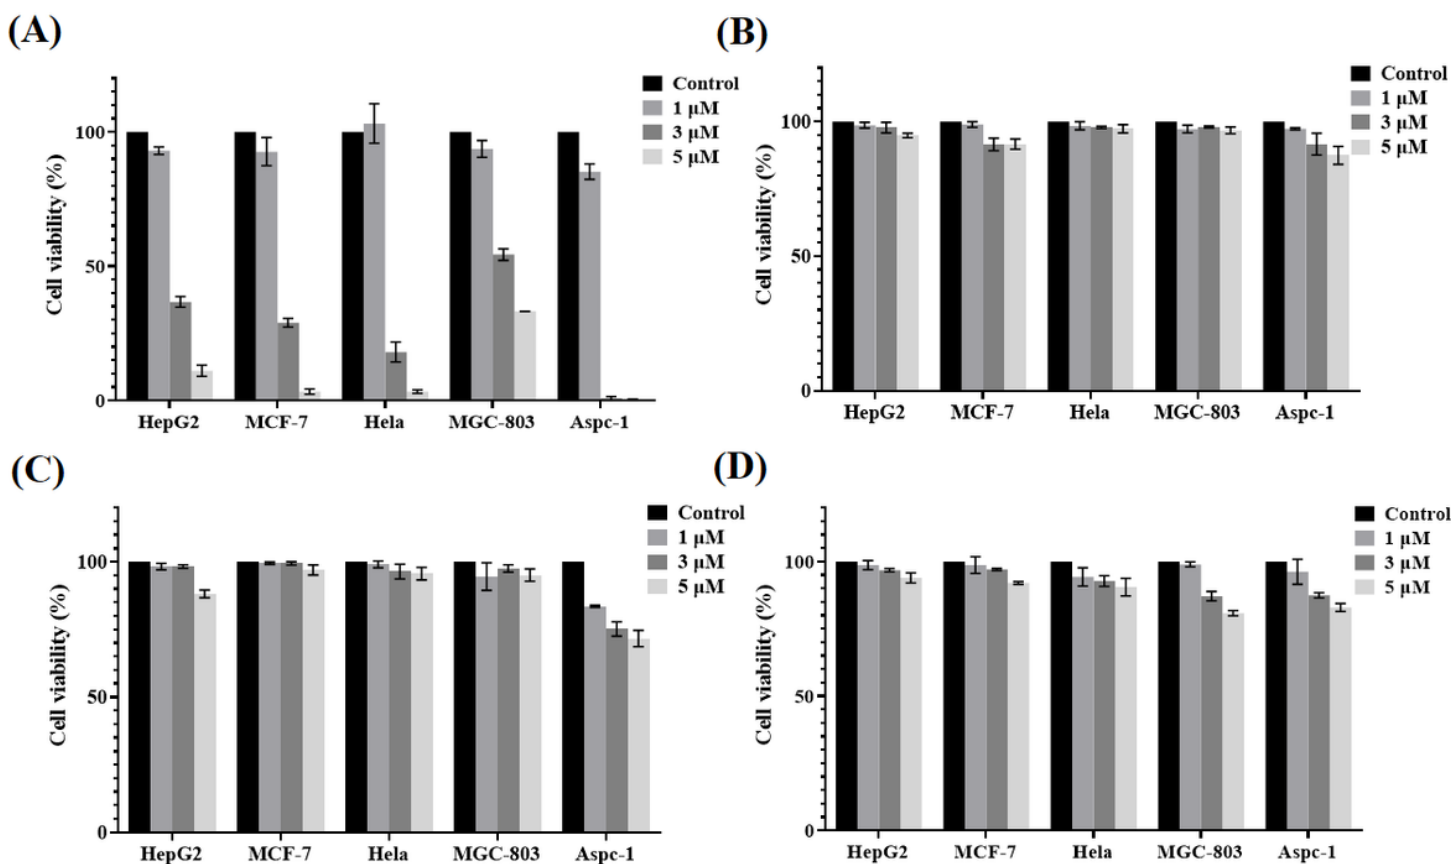 (A)
Cell viability (%)
100
50
0
HepG2 MCF-7 Hela MGC-803 Aspc-1
Control
1 μM
3 μM
5 μM
(B)
Cell viability (%)
100
50
0
HepG2 MCF-7 Hela MGC-803 Aspc-1
Control
1 μM
3 μM
5 μM
(C)
Cell viability (%)
100
50
0
HepG2 MCF-7 Hela MGC-803 Aspc-1
Control
1 μM
3 μM
5 μM
(D)
Cell viability (%)
100
50
0
HepG2 MCF-7 Hela MGC-803 Aspc-1
Control
1 μM
3 μM
5 μM